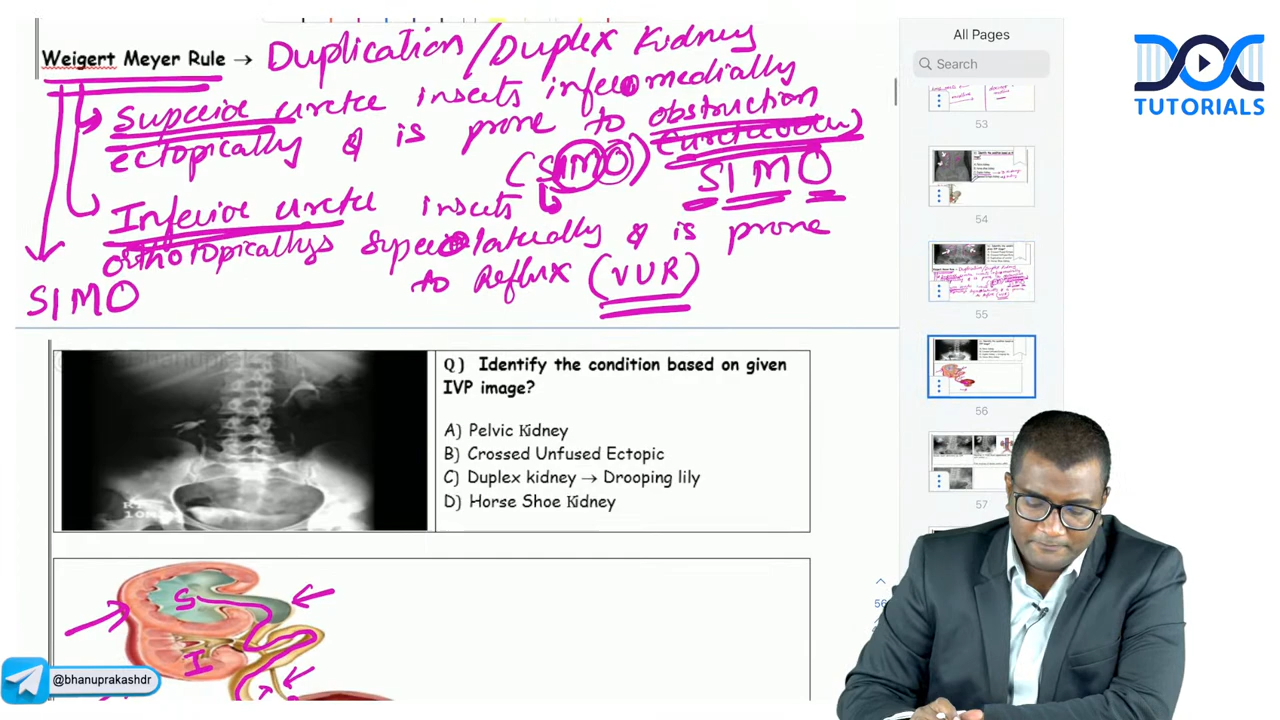 Weigert Meyer Rule → Duplication/Duplex Kidney
Superior ureter inserts inferomedially
ectopically & is prone to obstruction
(ureterocele)
(SIMO) SIMO
Inferior ureter inserts
orthotopically superolaterally & is prone
to Reflux (VUR)
SIMO
Q) Identify the condition based on given
IVP image?
A) Pelvic Kidney
B) Crossed Unfused Ectopic
C) Duplex kidney → Drooping lily
D) Horse Shoe Kidney
S
I
@bhanuprakashdr
All Pages
Search
53
54
55
56
57
56
DOC
TUTORIALS